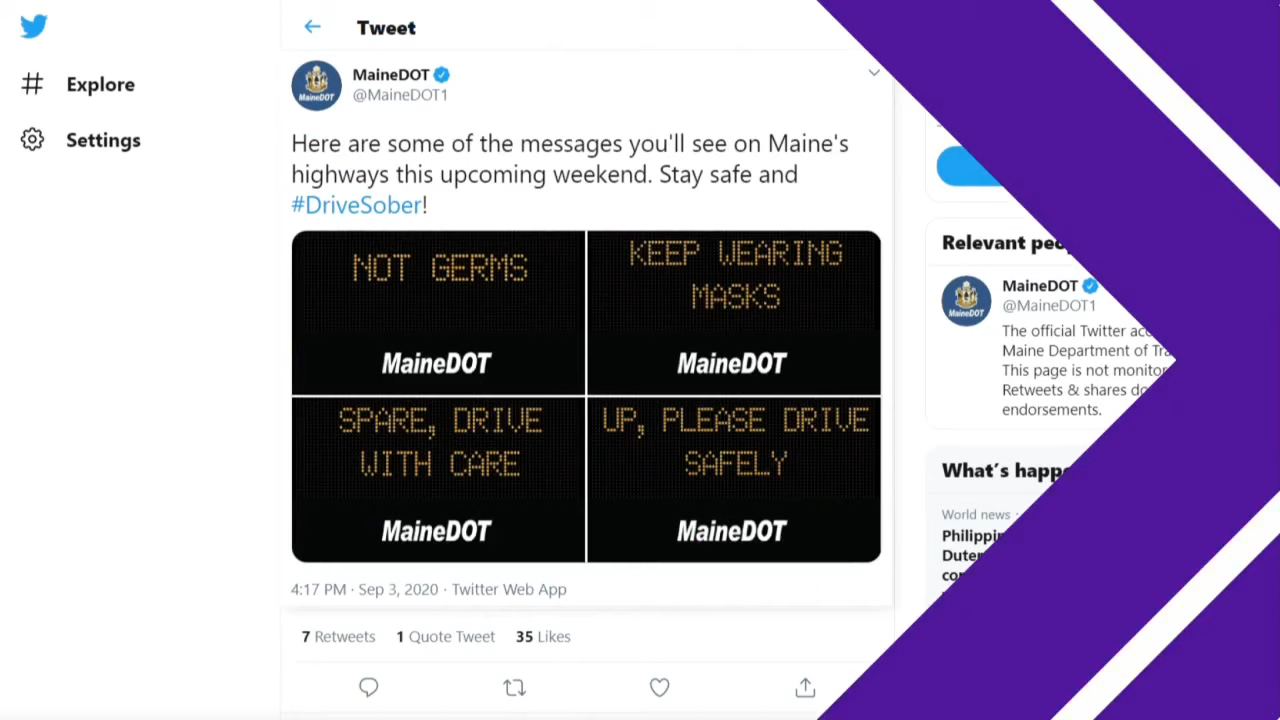 Tweet
Explore
Settings
MaineDOT
MaineDOT
@MaineDOT1
Here are some of the messages you'll see on Maine's
highways this upcoming weekend. Stay safe and
#DriveSober!
NOT GERMS
MaineDOT
KEEP WEARING
MASKS
MaineDOT
SPARE, DRIVE
WITH CARE
MaineDOT
UP, PLEASE DRIVE
SAFELY
MaineDOT
4:17 PM · Sep 3, 2020 · Twitter Web App
7 Retweets 1 Quote Tweet 35 Likes
Relevant
MaineDOT
MaineDOT
@MaineDOT1
The official Twitter
Maine Department of
This page is not
Retweets & shares
endorsements.
What's
World news ·